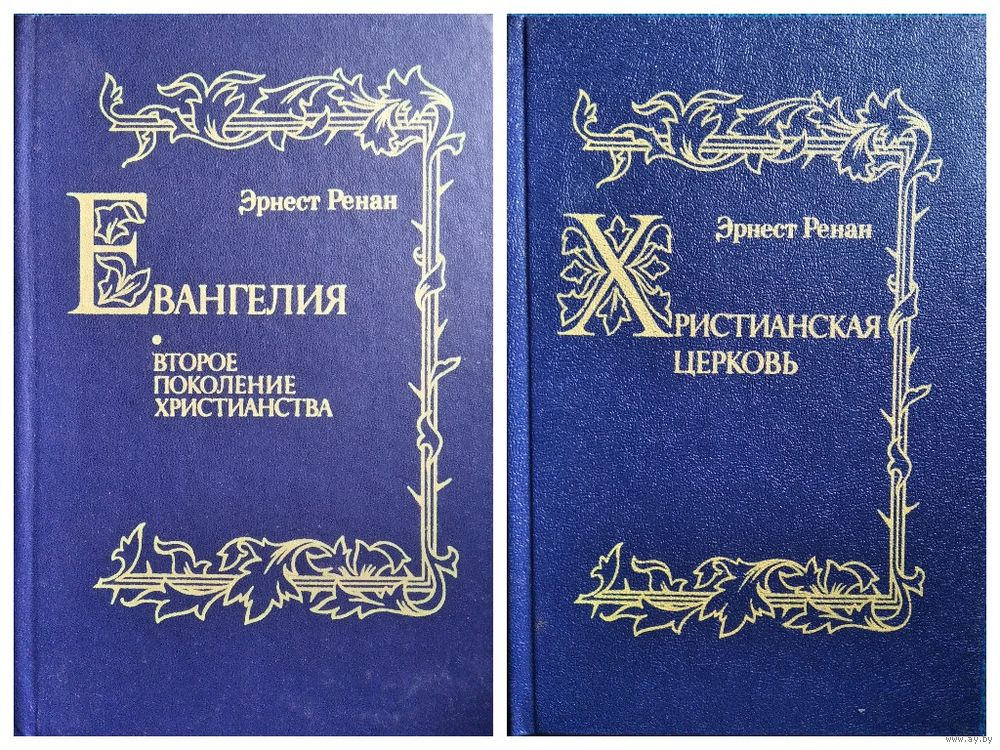 Эрнест Ренан
Евангелия
Второе
поколение
христианства
Эрнест Ренан
Христианская
церковь
www.ay.by